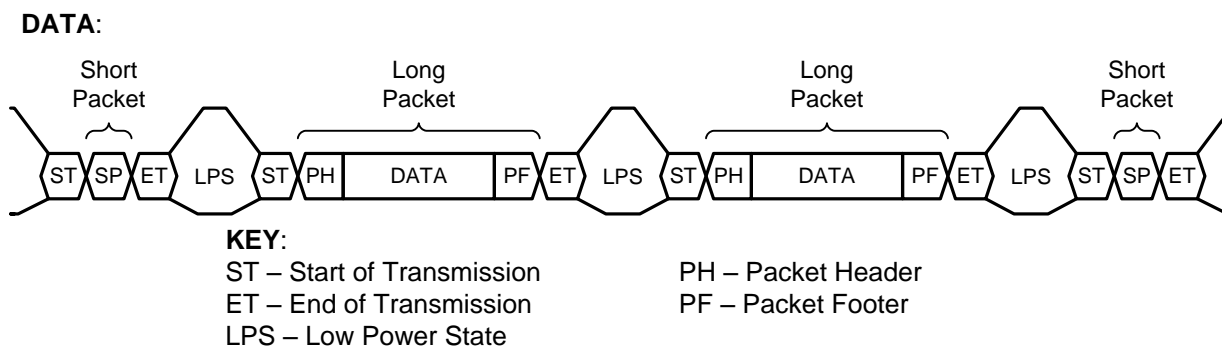 DATA:
Short Packet
Long Packet
Long Packet
Short Packet
ST SP ET LPS ST PH DATA PF ET LPS ST PH DATA PF ET LPS ST SP ET
KEY:
ST – Start of Transmission
PH – Packet Header
ET – End of Transmission
PF – Packet Footer
LPS – Low Power State